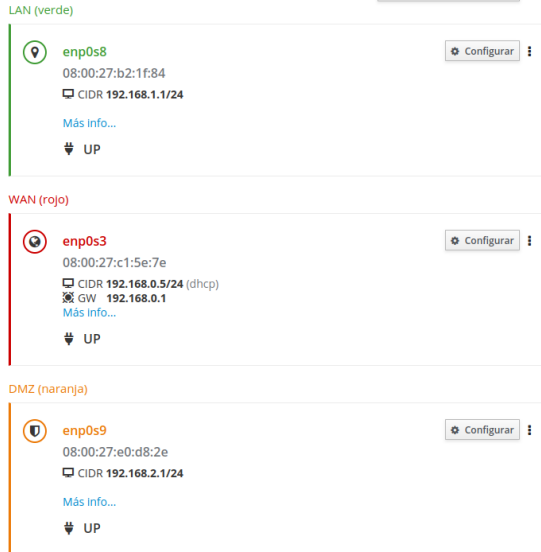 LAN (verde)
enp0s8
Configurar
08:00:27:b2:1f:84
CIDR 192.168.1.1/24
Más info...
UP
WAN (rojo)
enp0s3
Configurar
08:00:27:c1:5e:7e
CIDR 192.168.0.5/24 (dhcp)
GW 192.168.0.1
Más info...
UP
DMZ (naranja)
enp0s9
Configurar
08:00:27:e0:d8:2e
CIDR 192.168.2.1/24
Más info...
UP